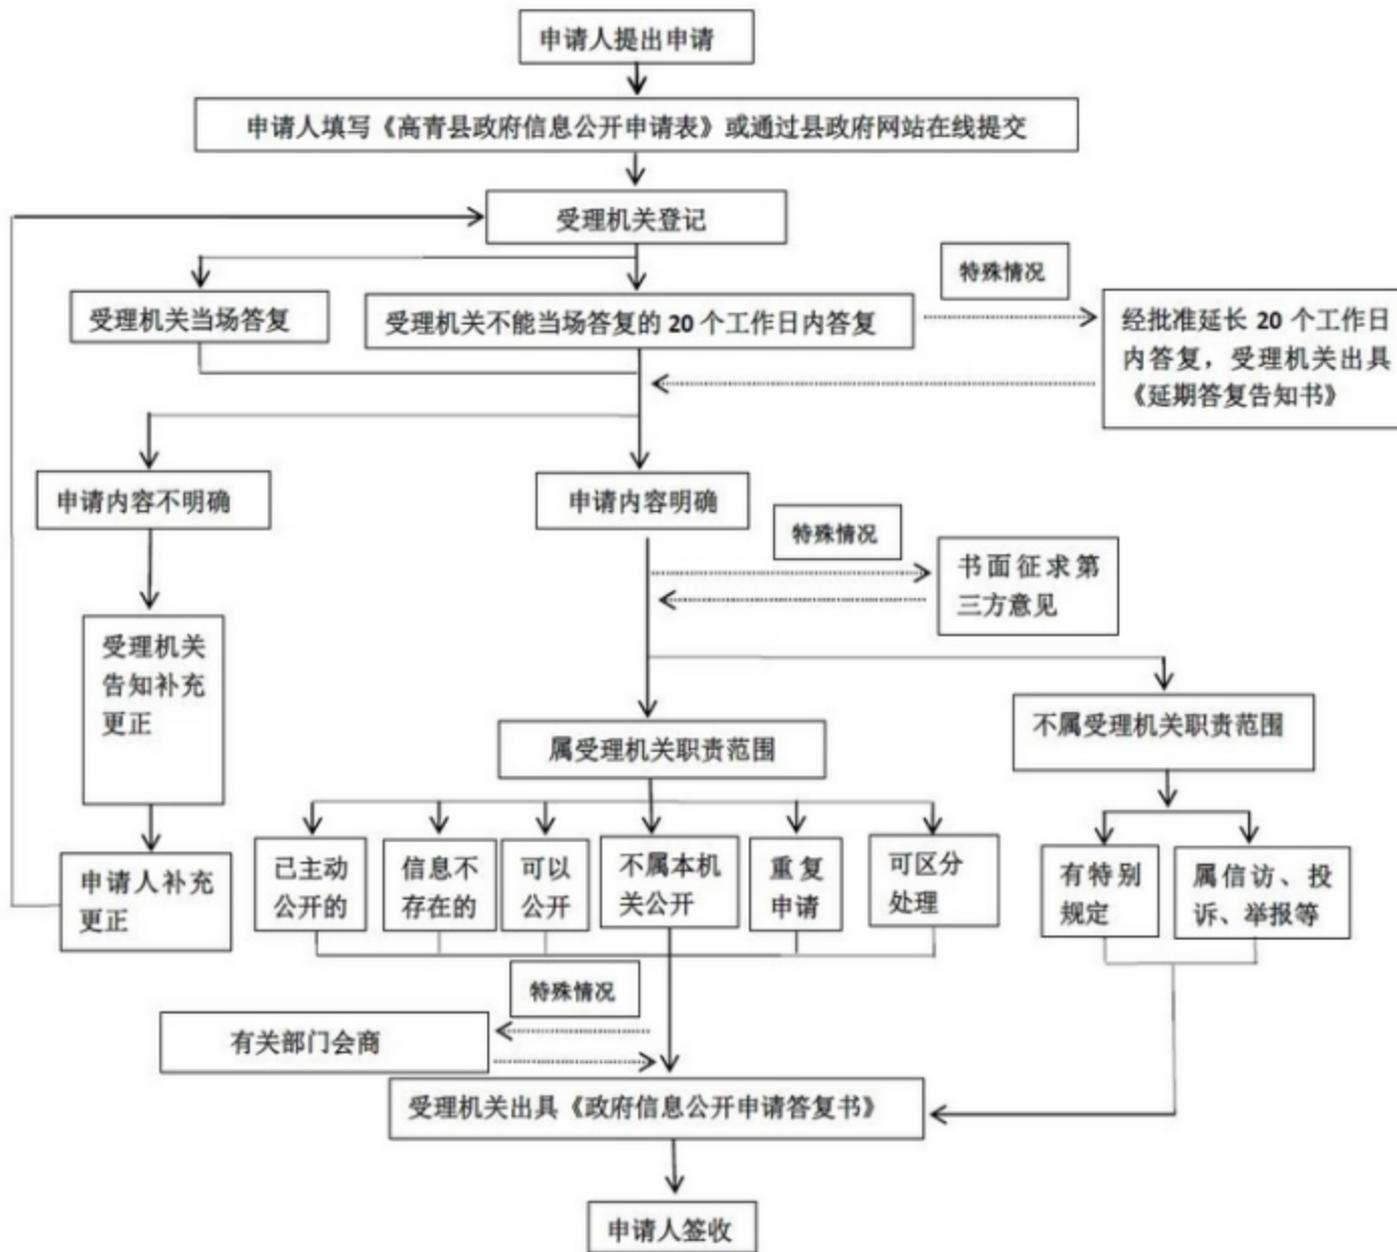 申请人提出申请
申请人填写《高青县政府信息公开申请表》或通过县政府网站在线提交
受理机关登记
特殊情况
受理机关当场答复
受理机关不能当场答复的 20 个工作日内答复
经批准延长 20 个工作日
内答复，受理机关出具
《延期答复告知书》
申请内容不明确
申请内容明确
特殊情况
书面征求第
三方意见
受理机关
告知补充
更正
属受理机关职责范围
不属受理机关职责范围
申请人补充
更正
已主动
公开的
信息不
存在的
可以
公开
不属本机
关公开
重复
申请
可区分
处理
有特别
规定
属信访、投
诉、举报等
特殊情况
有关部门会商
受理机关出具《政府信息公开申请答复书》
申请人签收